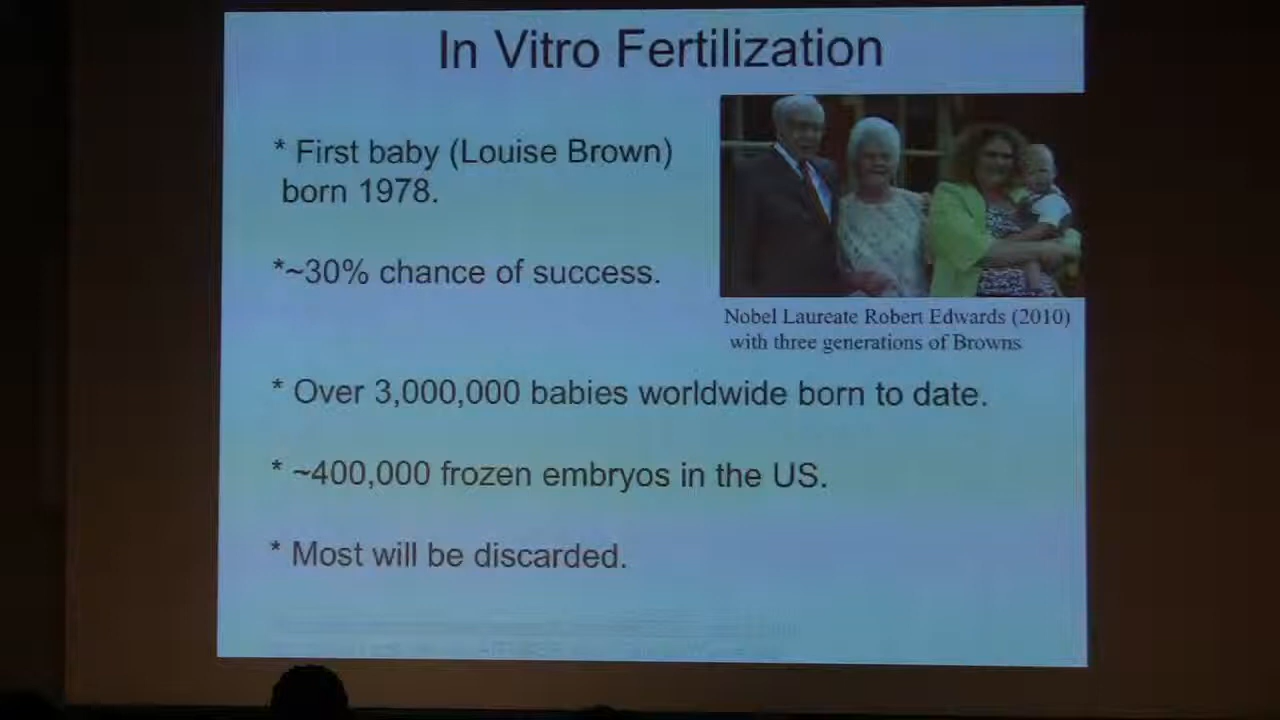 In Vitro Fertilization
* First baby (Louise Brown)
born 1978.
*~30% chance of success.
Nobel Laureate Robert Edwards (2010)
with three generations of Browns
* Over 3,000,000 babies worldwide born to date.
* ~400,000 frozen embryos in the US.
* Most will be discarded.